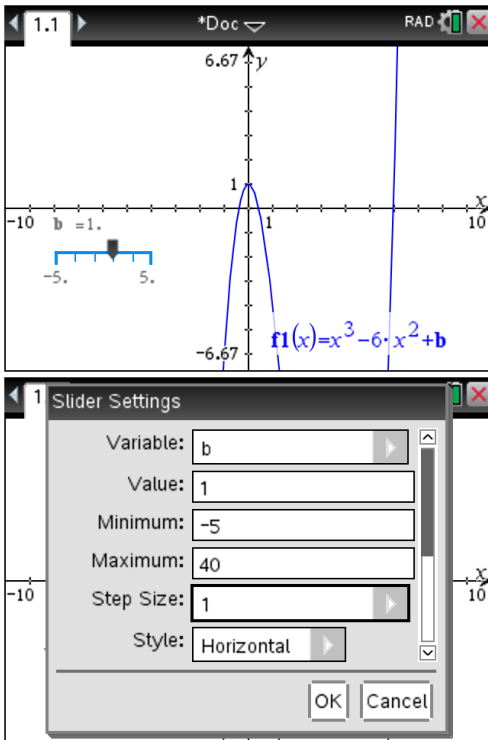 1.1 *Doc RAD
6.67 y
1
x
-10 1 10
b =1.
-5. 5.
f1(x)=x³-6·x²+b
-6.67
1
Slider Settings
Variable: b
Value: 1
Minimum: -5
Maximum: 40
x
-10 10
Step Size: 1
Style: Horizontal
OK Cancel